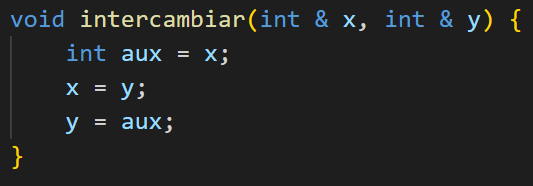 void intercambiar(int & x, int & y) {
    int aux = x;
    x = y;
    y = aux;
}